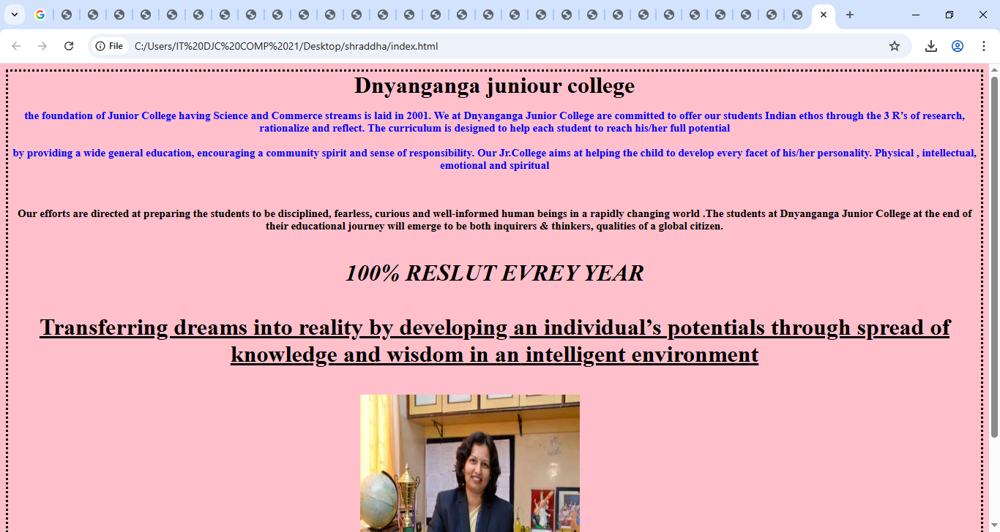 File
C:/Users/IT%20DJC%20COMP%2021/Desktop/shraddha/index.html
Dnyanganga juniour college
the foundation of Junior College having Science and Commerce streams is laid in 2001. We at Dnyanganga Junior College are committed to offer our students Indian ethos through the 3 R’s of research,
rationalize and reflect. The curriculum is designed to help each student to reach his/her full potential
by providing a wide general education, encouraging a community spirit and sense of responsibility. Our Jr.College aims at helping the child to develop every facet of his/her personality. Physical , intellectual,
emotional and spiritual
Our efforts are directed at preparing the students to be disciplined, fearless, curious and well-informed human beings in a rapidly changing world .The students at Dnyanganga Junior College at the end of
their educational journey will emerge to be both inquirers & thinkers, qualities of a global citizen.
100% RESLUT EVREY YEAR
Transferring dreams into reality by developing an individual’s potentials through spread of
knowledge and wisdom in an intelligent environment